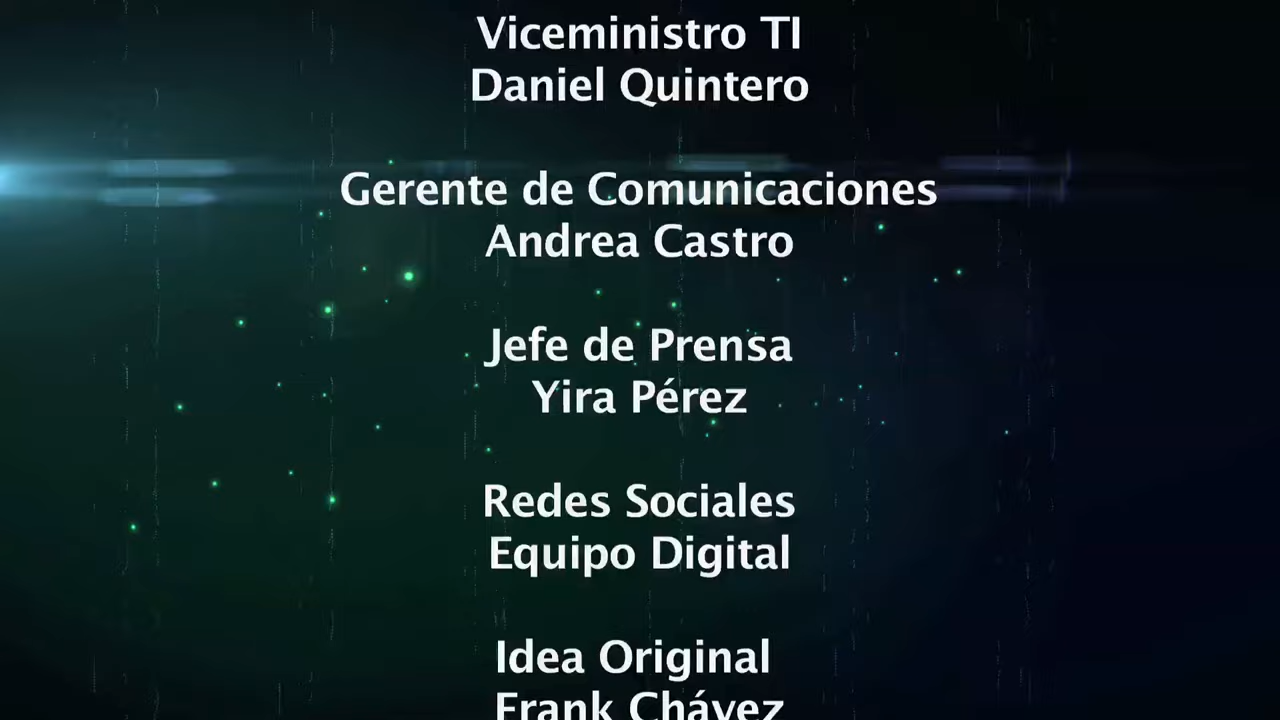 Viceministro TI
Daniel Quintero
Gerente de Comunicaciones
Andrea Castro
Jefe de Prensa
Yira Pérez
Redes Sociales
Equipo Digital
Idea Original
Frank Chávez